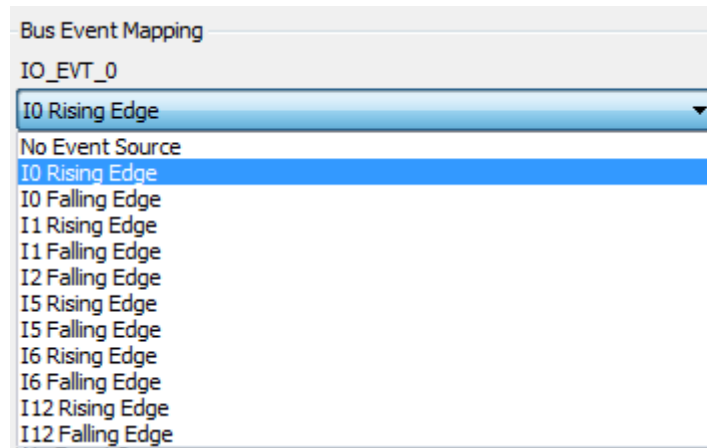 Bus Event Mapping
IO_EVT_0
I0 Rising Edge
No Event Source
I0 Rising Edge
I0 Falling Edge
I1 Rising Edge
I1 Falling Edge
I2 Falling Edge
I5 Rising Edge
I5 Falling Edge
I6 Rising Edge
I6 Falling Edge
I12 Rising Edge
I12 Falling Edge